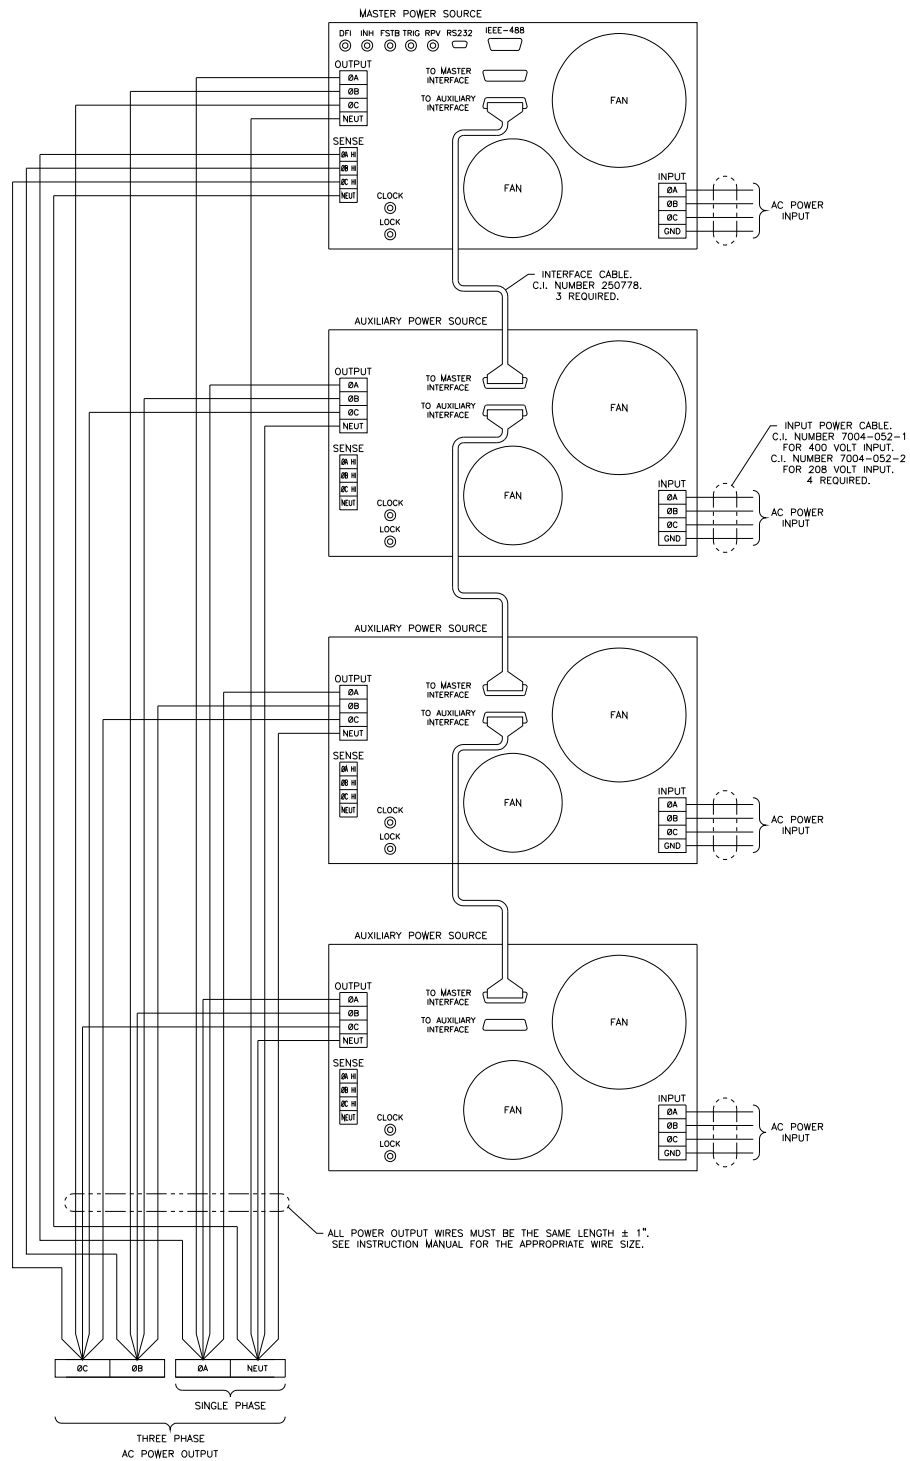 MASTER POWER SOURCE
DFI INH FSTB TRIG RPV RS232 IEEE-488
OUTPUT
ØA
ØB
ØC
NEUT
TO MASTER
INTERFACE
TO AUXILIARY
INTERFACE
FAN
FAN
SENSE
ØA HI
ØB HI
ØC HI
NEUT
CLOCK
LOCK
INPUT
ØA
ØB
ØC
GND
AC POWER
INPUT
INTERFACE CABLE.
C.I. NUMBER 250778.
3 REQUIRED.
AUXILIARY POWER SOURCE
OUTPUT
ØA
ØB
ØC
NEUT
TO MASTER
INTERFACE
TO AUXILIARY
INTERFACE
FAN
FAN
SENSE
ØA HI
ØB HI
ØC HI
NEUT
CLOCK
LOCK
INPUT
ØA
ØB
ØC
GND
AC POWER
INPUT
INPUT POWER CABLE.
C.I. NUMBER 7004-052-1
FOR 400 VOLT INPUT.
C.I. NUMBER 7004-052-2
FOR 208 VOLT INPUT.
4 REQUIRED.
AUXILIARY POWER SOURCE
OUTPUT
ØA
ØB
ØC
NEUT
TO MASTER
INTERFACE
TO AUXILIARY
INTERFACE
FAN
FAN
SENSE
ØA HI
ØB HI
ØC HI
NEUT
CLOCK
LOCK
INPUT
ØA
ØB
ØC
GND
AC POWER
INPUT
AUXILIARY POWER SOURCE
OUTPUT
ØA
ØB
ØC
NEUT
TO MASTER
INTERFACE
TO AUXILIARY
INTERFACE
FAN
FAN
SENSE
ØA HI
ØB HI
ØC HI
NEUT
CLOCK
LOCK
INPUT
ØA
ØB
ØC
GND
AC POWER
INPUT
ALL POWER OUTPUT WIRES MUST BE THE SAME LENGTH ± 1".
SEE INSTRUCTION MANUAL FOR THE APPROPRIATE WIRE SIZE.
ØC ØB ØA NEUT
SINGLE PHASE
THREE PHASE
AC POWER OUTPUT